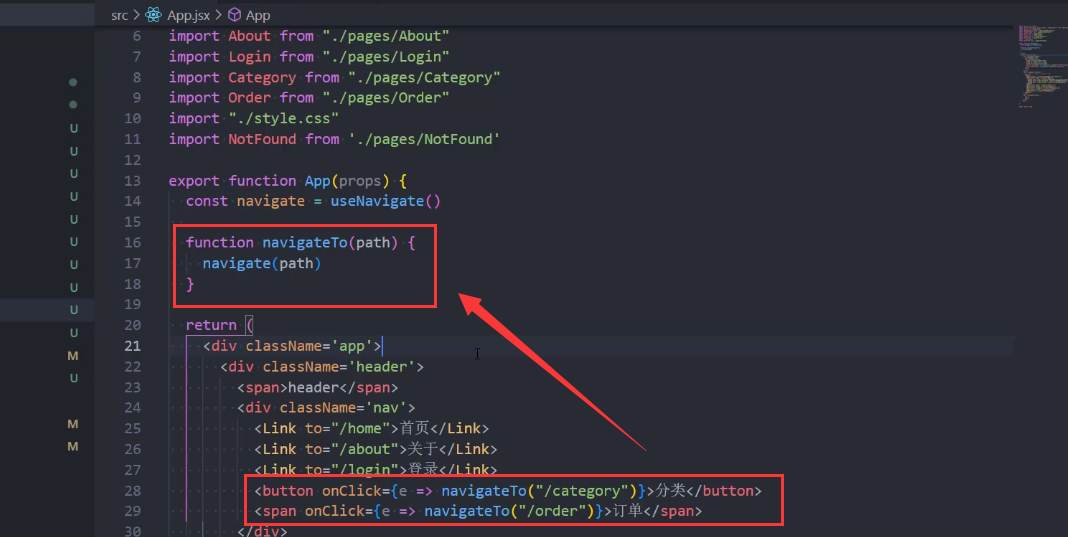 src > App.jsx > App
6 import About from "./pages/About"
7 import Login from "./pages/Login"
8 import Category from "./pages/Category"
9 import Order from "./pages/Order"
10 import "./style.css"
11 import NotFound from './pages/NotFound'
12
13 export function App(props) {
14 const navigate = useNavigate()
15
16 function navigateTo(path) {
17 navigate(path)
18 }
19
20 return (
21 <div className='app'>
22 <div className='header'>
23 <span>header</span>
24 <div className='nav'>
25 <Link to="/home">首页</Link>
26 <Link to="/about">关于</Link>
27 <Link to="/login">登录</Link>
28 <button onClick={e => navigateTo("/category")}>分类</button>
29 <span onClick={e => navigateTo("/order")}>订单</span>
30 </div>
U
U
U
U
U
U
U
U
U
U
M
U
M
M